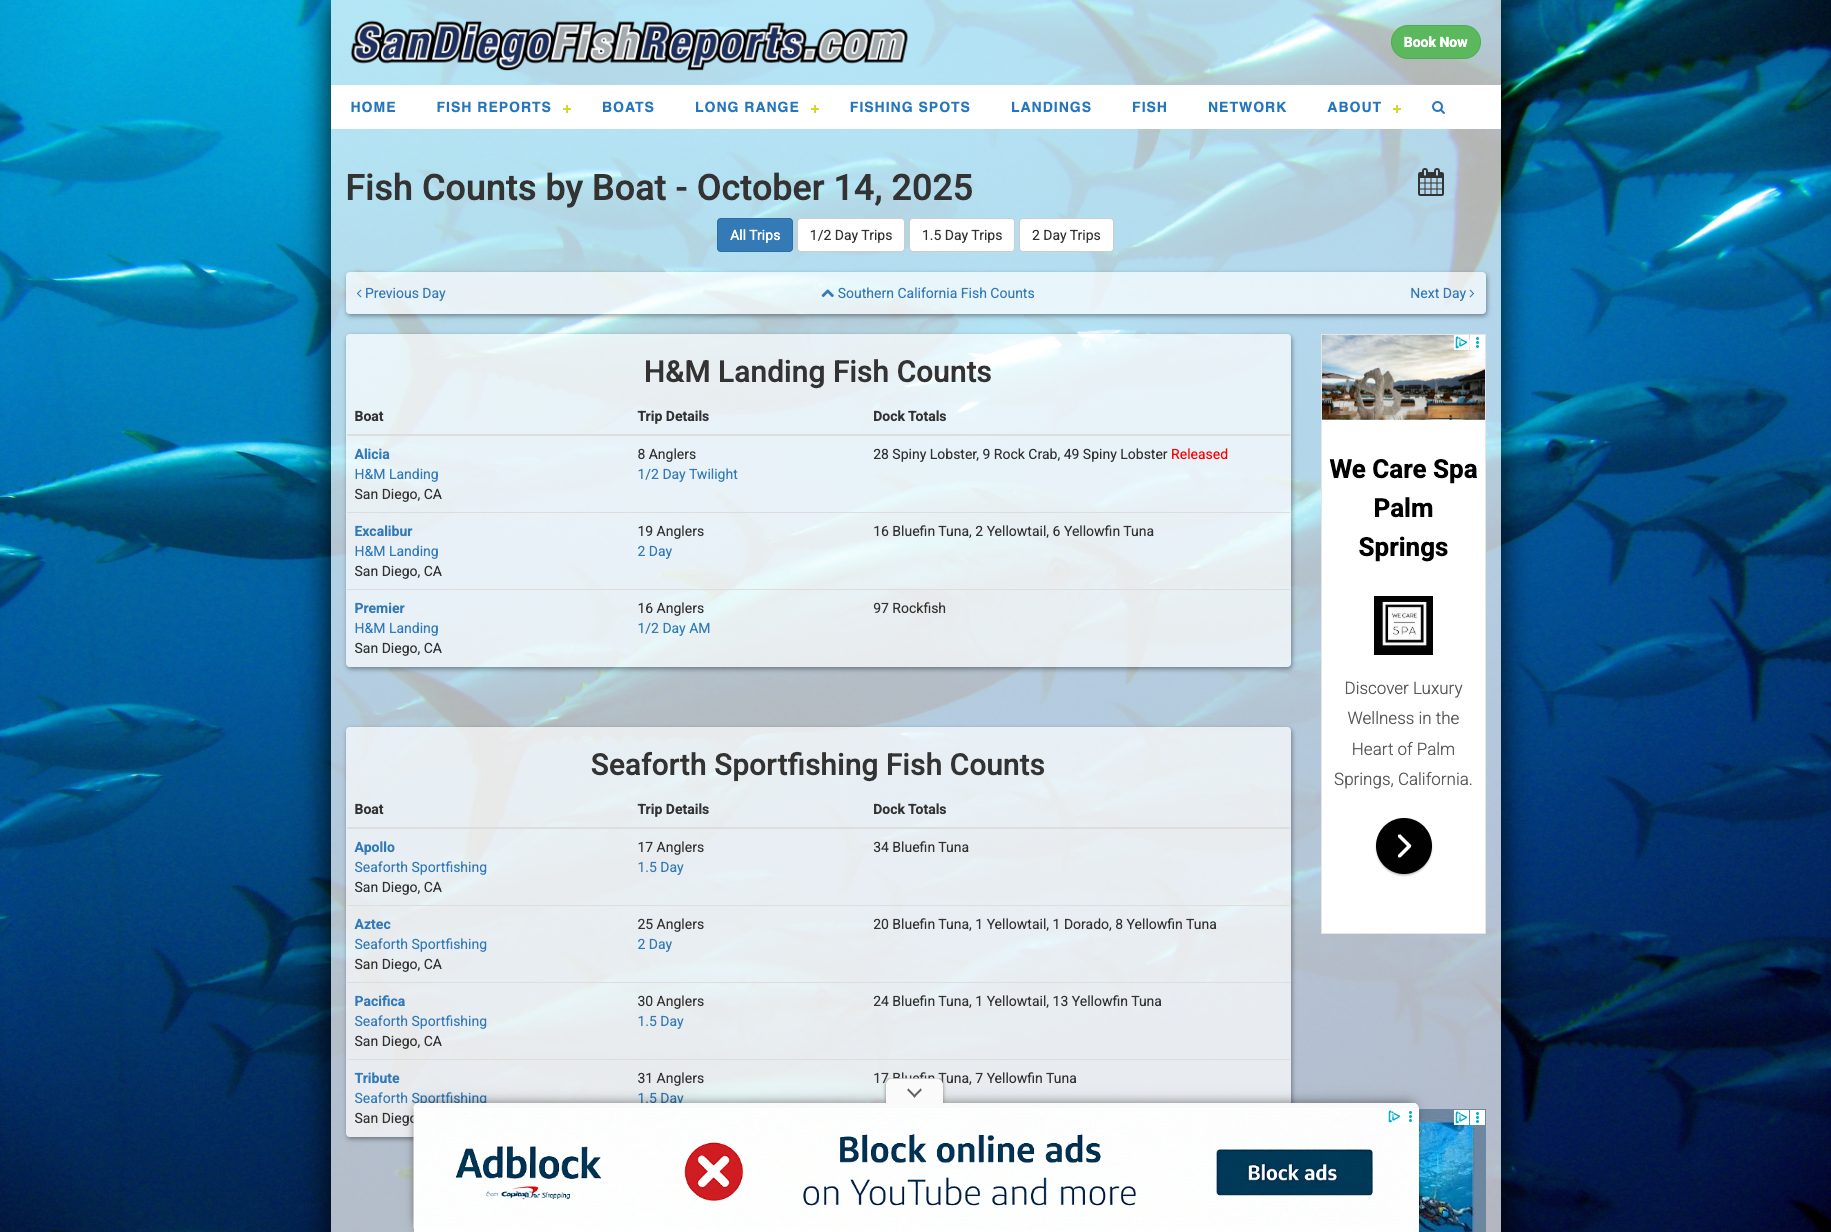 SanDiegoFishReports.com
Book Now
HOME FISH REPORTS + BOATS LONG RANGE + FISHING SPOTS LANDINGS FISH NETWORK ABOUT +
Fish Counts by Boat - October 14, 2025
All Trips 1/2 Day Trips 1.5 Day Trips 2 Day Trips
‹ Previous Day Southern California Fish Counts Next Day ›
H&M Landing Fish Counts
Boat Trip Details Dock Totals
Alicia 8 Anglers 28 Spiny Lobster, 9 Rock Crab, 49 Spiny Lobster Released
H&M Landing 1/2 Day Twilight
San Diego, CA
Excalibur 19 Anglers 16 Bluefin Tuna, 2 Yellowtail, 6 Yellowfin Tuna
H&M Landing 2 Day
San Diego, CA
Premier 16 Anglers 97 Rockfish
H&M Landing 1/2 Day AM
San Diego, CA
Seaforth Sportfishing Fish Counts
Boat Trip Details Dock Totals
Apollo 17 Anglers 34 Bluefin Tuna
Seaforth Sportfishing 1.5 Day
San Diego, CA
Aztec 25 Anglers 20 Bluefin Tuna, 1 Yellowtail, 1 Dorado, 8 Yellowfin Tuna
Seaforth Sportfishing 2 Day
San Diego, CA
Pacifica 30 Anglers 24 Bluefin Tuna, 1 Yellowtail, 13 Yellowfin Tuna
Seaforth Sportfishing 1.5 Day
San Diego, CA
Tribute 31 Anglers 17 Bluefin Tuna, 7 Yellowfin Tuna
Seaforth Sportfishing 1.5 Day
San Diego
We Care Spa
Palm
Springs
WE CARE
SPA
Discover Luxury
Wellness in the
Heart of Palm
Springs, California.
Adblock
from Capital One Shopping
Block online ads
on YouTube and more
Block ads